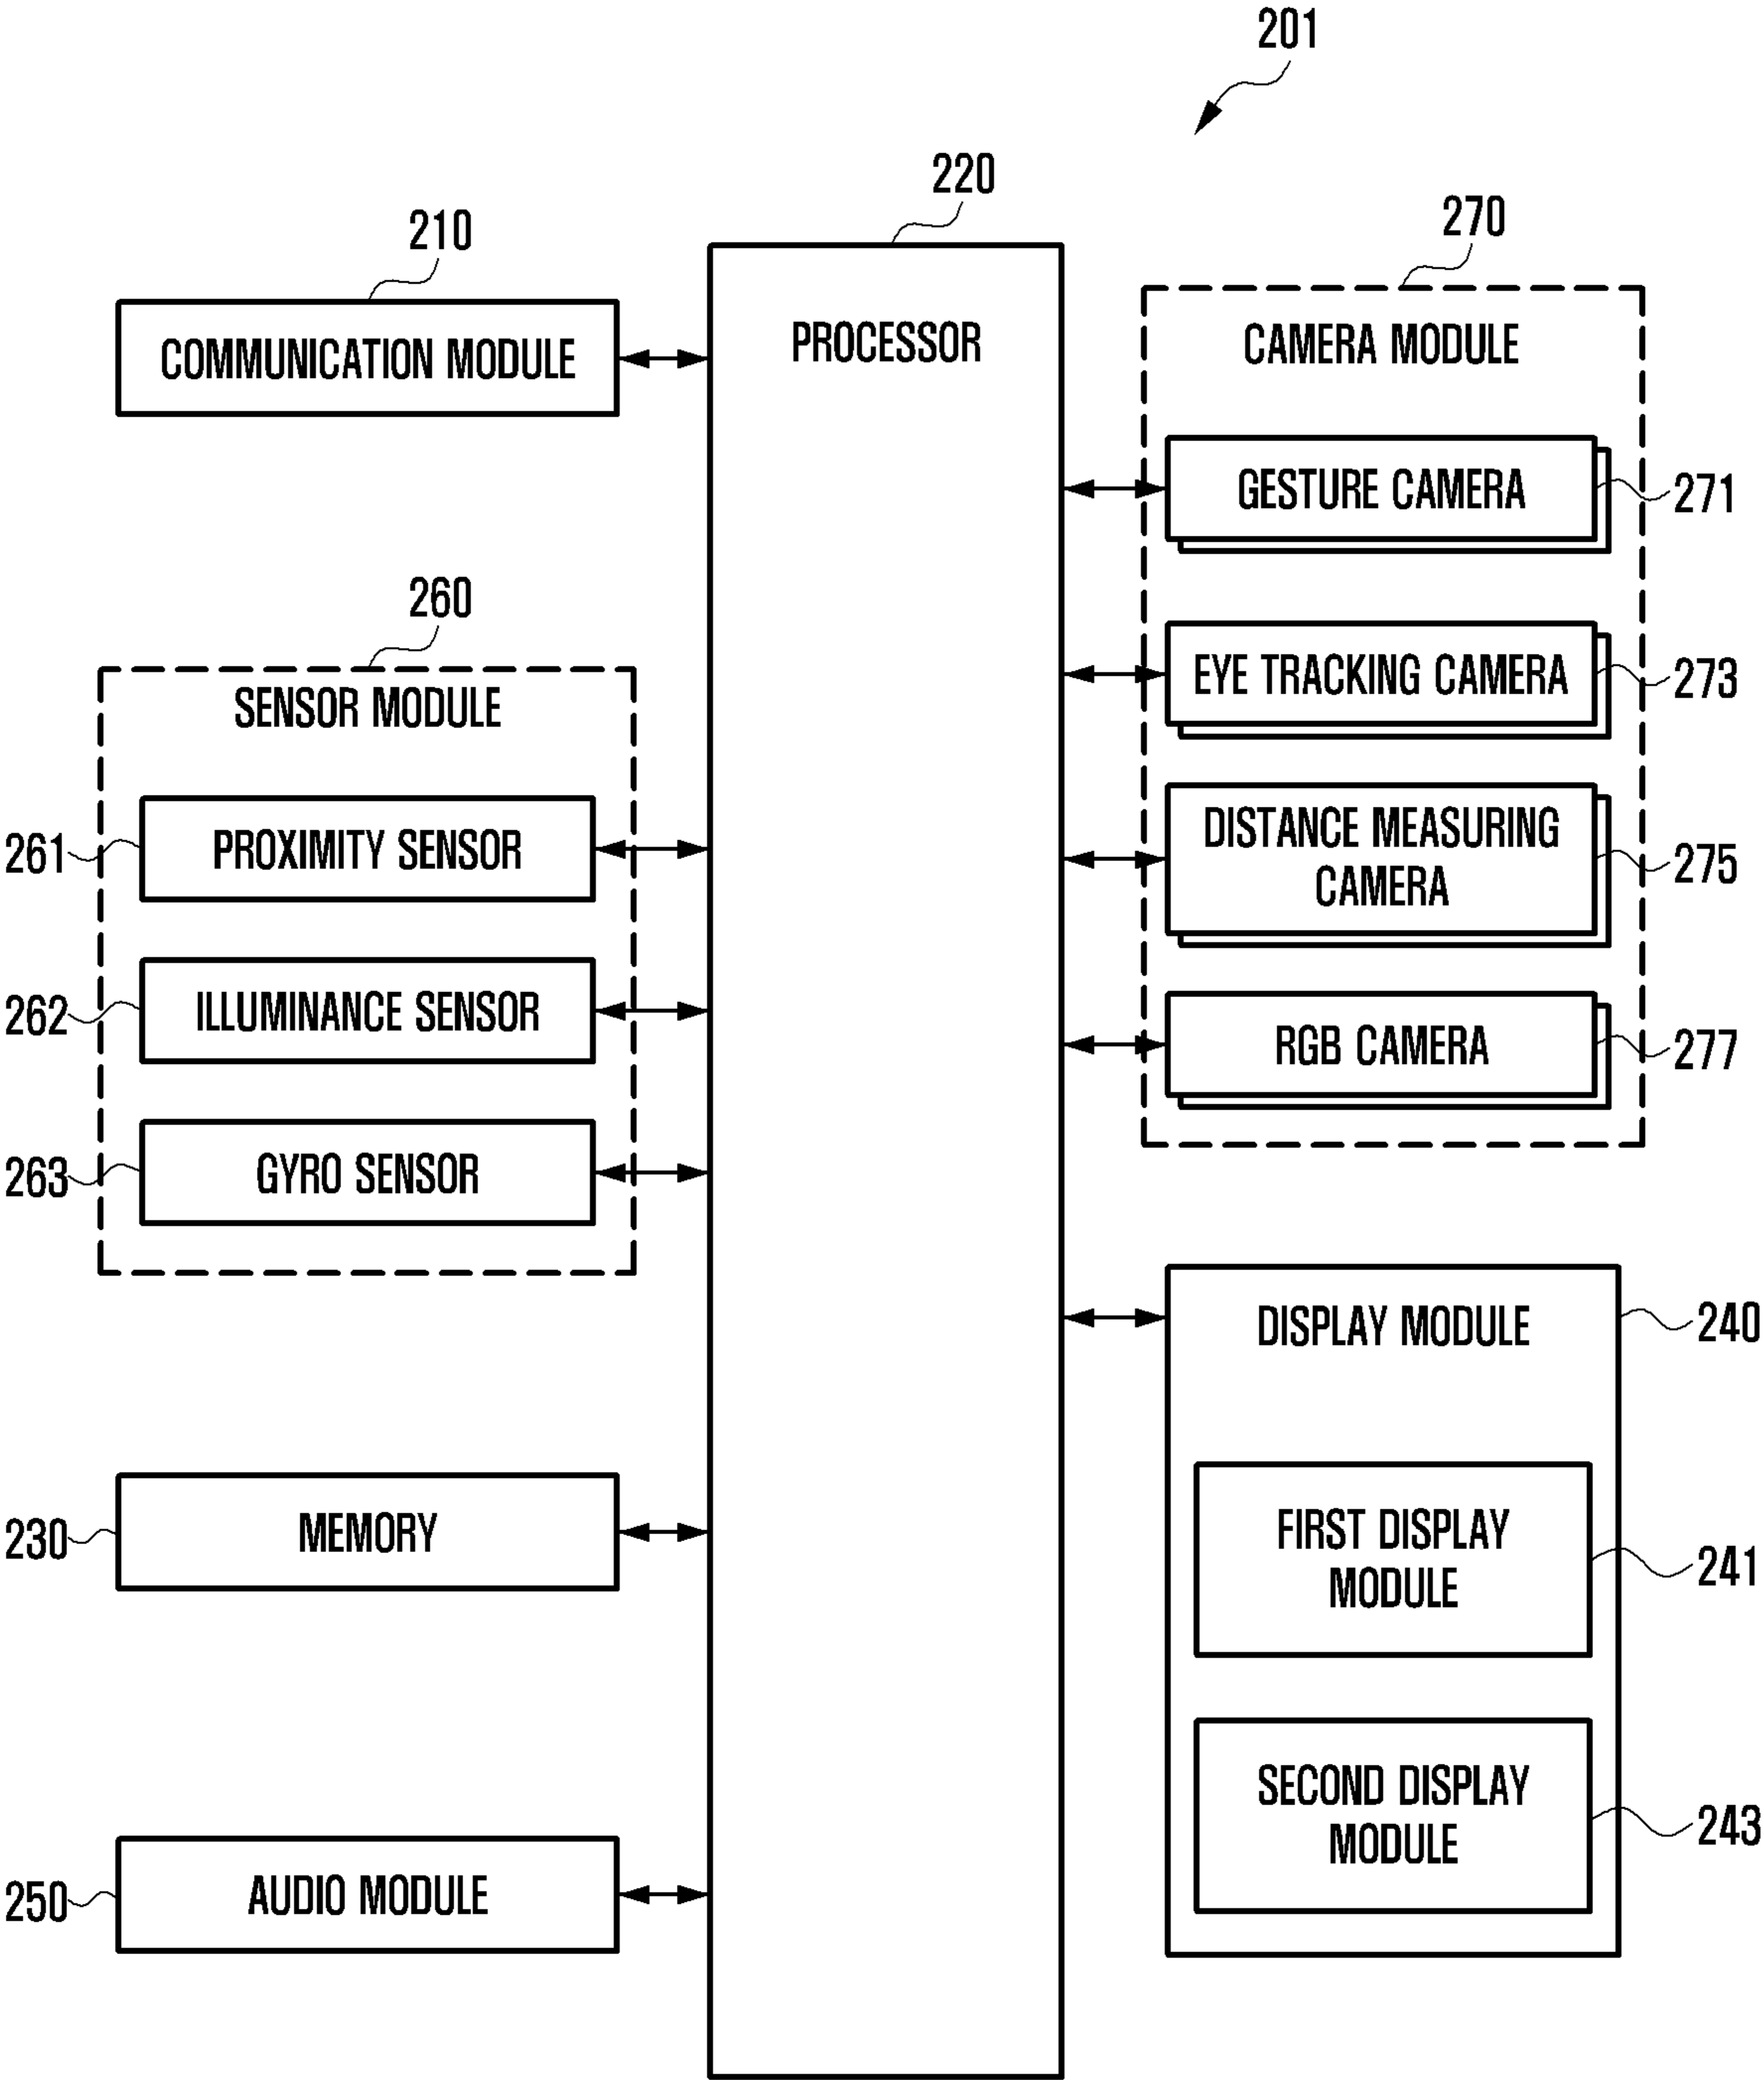 201
220
210
270
COMMUNICATION MODULE
PROCESSOR
CAMERA MODULE
GESTURE CAMERA
271
260
SENSOR MODULE
EYE TRACKING CAMERA
273
261
PROXIMITY SENSOR
DISTANCE MEASURING
CAMERA
275
262
ILLUMINANCE SENSOR
RGB CAMERA
277
263
GYRO SENSOR
DISPLAY MODULE
240
230
MEMORY
FIRST DISPLAY
MODULE
241
SECOND DISPLAY
MODULE
243
250
AUDIO MODULE